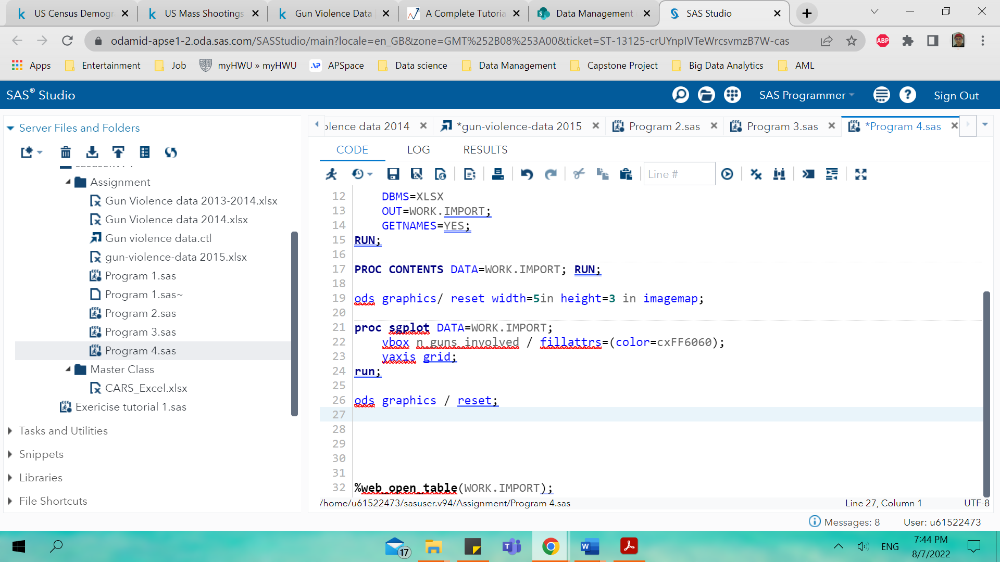 US Census Demogr
US Mass Shootings
Gun Violence Data
A Complete Tutoria
Data Management
SAS Studio
odamid-apse1-2.oda.sas.com/SASStudio/main?locale=en_GB&zone=GMT%252B08%253A00&ticket=ST-13125-crUYnpIVTeWrcsvmzB7W-cas
ABP
Apps
Entertainment
Job
myHWU » myHWU
APSpace
Data science
Data Management
Capstone Project
Big Data Analytics
AML
SAS® Studio
SAS Programmer
Sign Out
Server Files and Folders
Assignment
Gun Violence data 2013-2014.xlsx
Gun Violence data 2014.xlsx
Gun violence data.ctl
gun-violence-data 2015.xlsx
Program 1.sas
Program 1.sas~
Program 2.sas
Program 3.sas
Program 4.sas
Master Class
CARS_Excel.xlsx
Exericise tutorial 1.sas
Tasks and Utilities
Snippets
Libraries
File Shortcuts
olence data 2014
*gun-violence-data 2015
Program 2.sas
Program 3.sas
*Program 4.sas
CODE
LOG
RESULTS
Line #
12 DBMS=XLSX
13 OUT=WORK.IMPORT;
14 GETNAMES=YES;
15 RUN;
16
17 PROC CONTENTS DATA=WORK.IMPORT; RUN;
18
19 ods graphics/ reset width=5in height=3 in imagemap;
20
21 proc sgplot DATA=WORK.IMPORT;
22 vbox n_guns_involved / fillattrs=(color=cxFF6060);
23 yaxis grid;
24 run;
25
26 ods graphics / reset;
27
28
29
30
31
32 %web_open_table(WORK.IMPORT);
/home/u61522473/sasuser.v94/Assignment/Program 4.sas
Line 27, Column 1
UTF-8
Messages: 8
User: u61522473
17
ENG
7:44 PM
8/7/2022